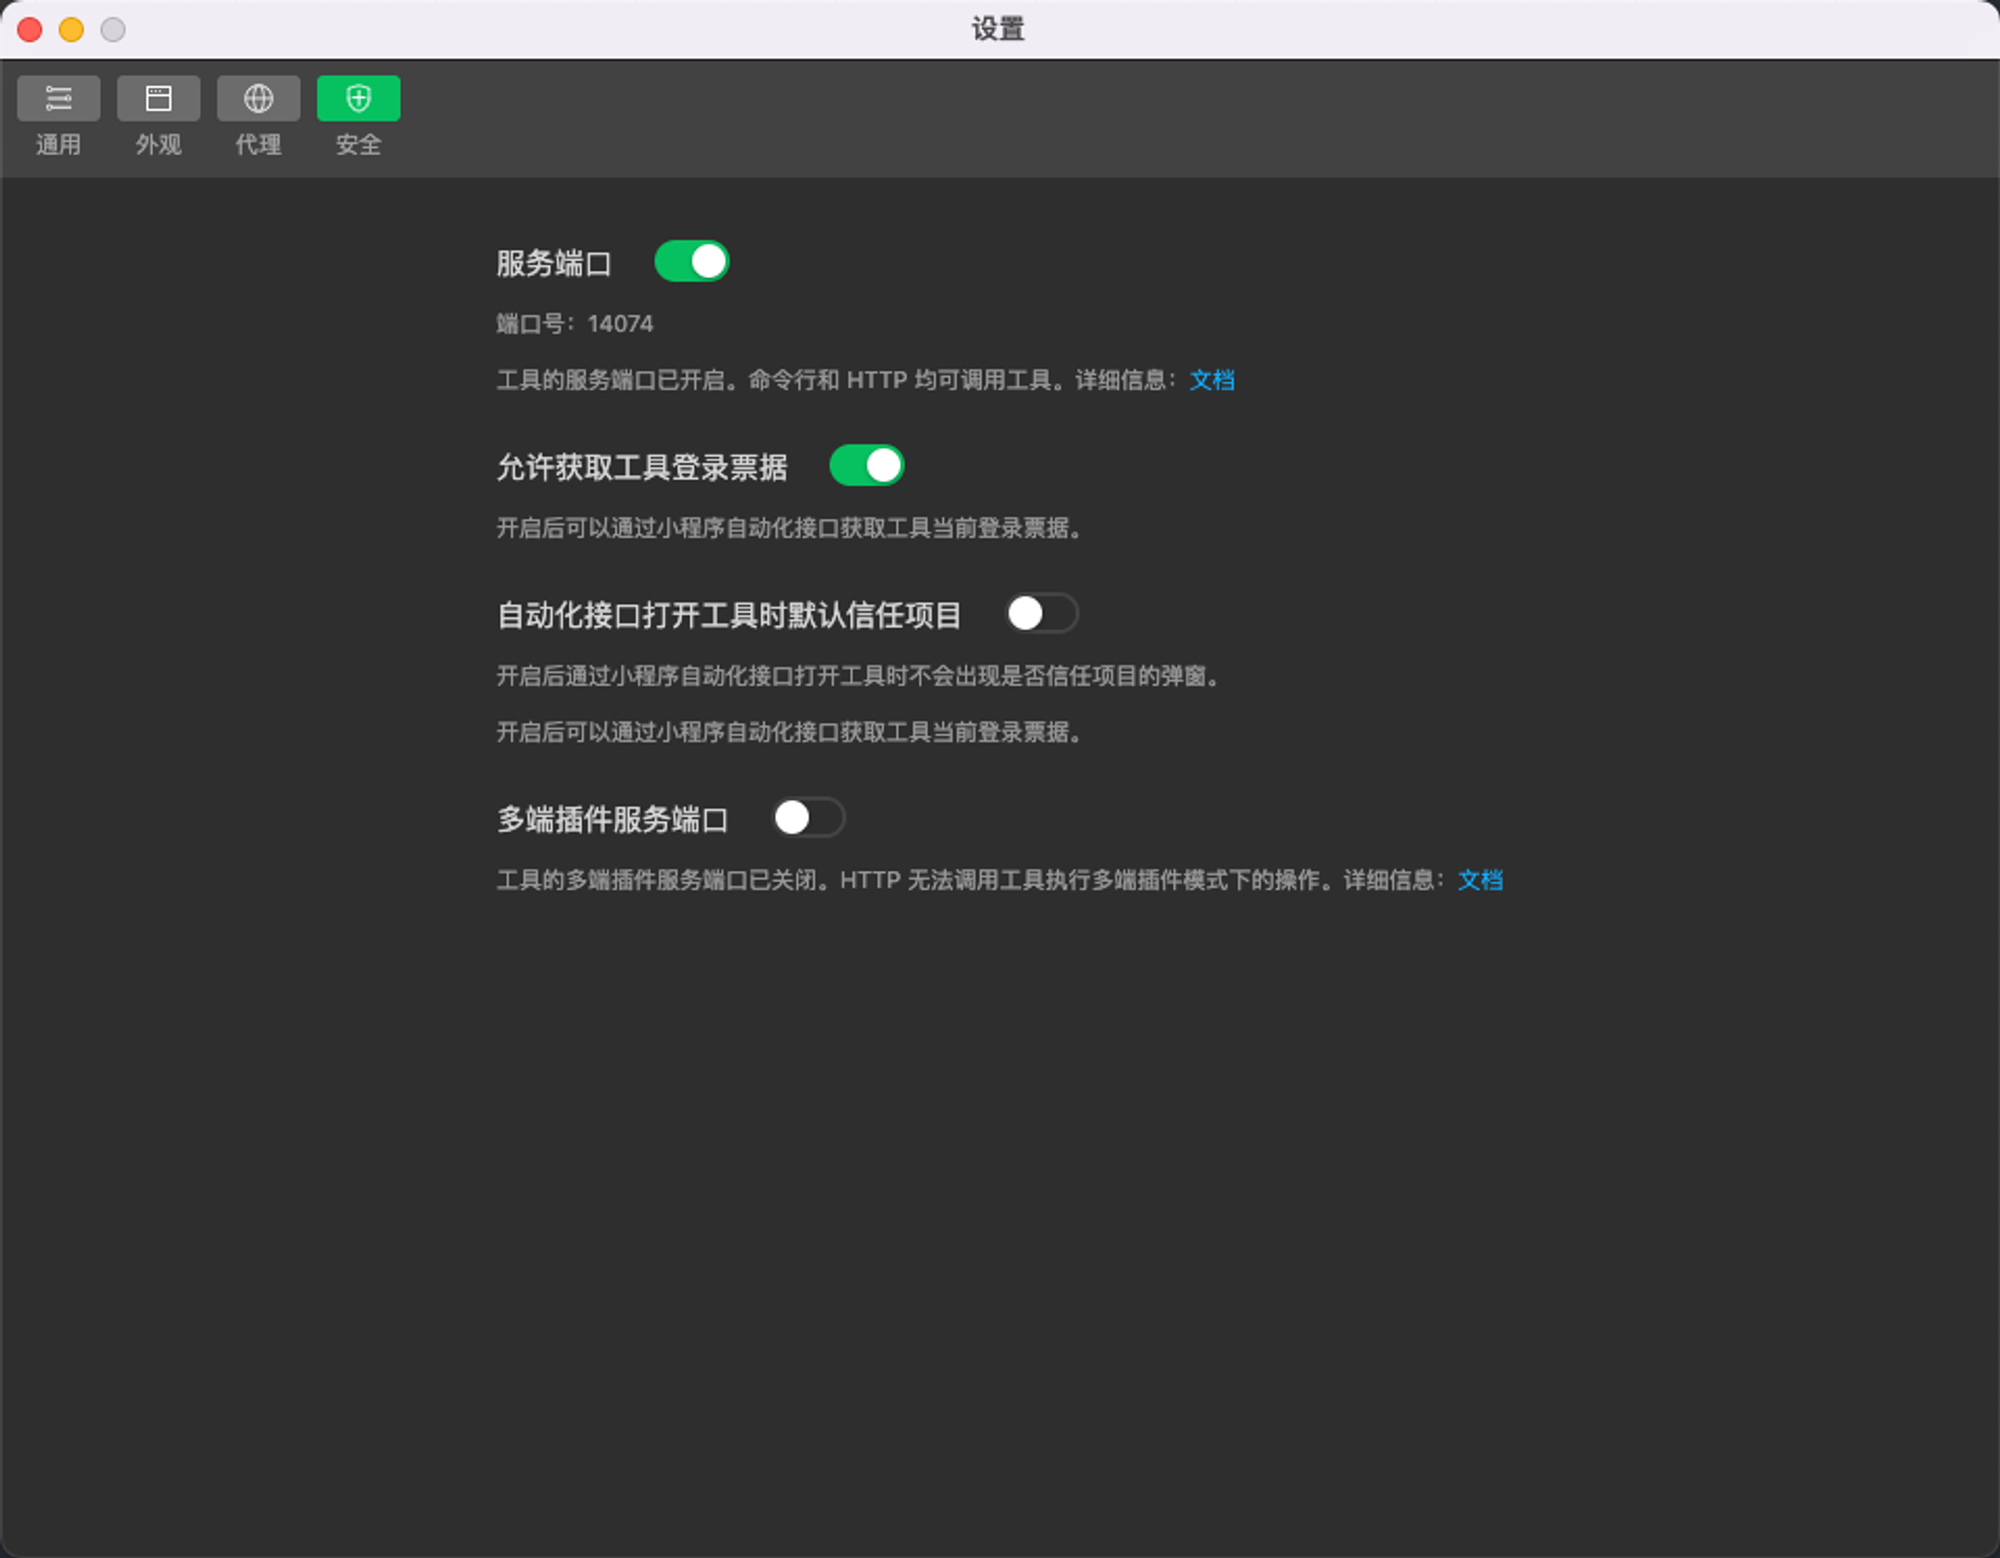 设置
通用
外观
代理
安全
服务端口
端口号：14074
工具的服务端口已开启。命令行和 HTTP 均可调用工具。详细信息：文档
允许获取工具登录票据
开启后可以通过小程序自动化接口获取工具当前登录票据。
自动化接口打开工具时默认信任项目
开启后通过小程序自动化接口打开工具时不会出现是否信任项目的弹窗。
开启后可以通过小程序自动化接口获取工具当前登录票据。
多端插件服务端口
工具的多端插件服务端口已关闭。HTTP 无法调用工具执行多端插件模式下的操作。详细信息：文档